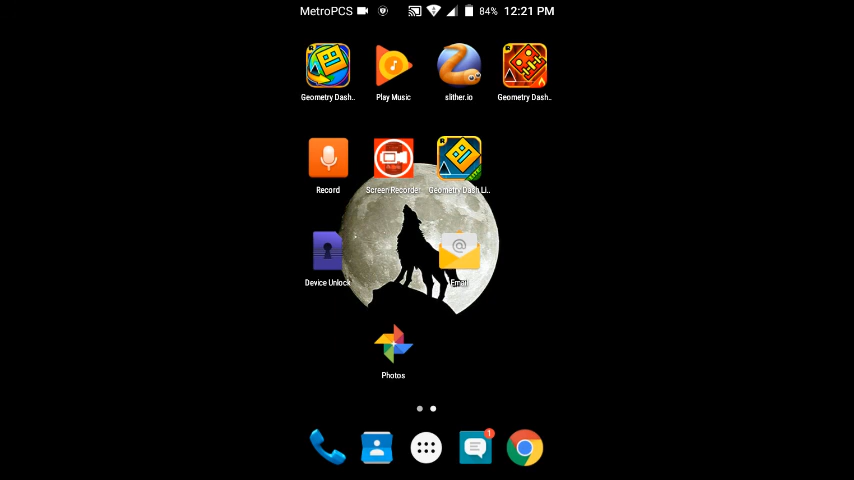 MetroPCS 84% 12:21 PM
Geometry Dash.. Play Music slither.io Geometry Dash..
Record Screen Recorder Geometry Dash Li..
Device Unlock Email
Photos
1